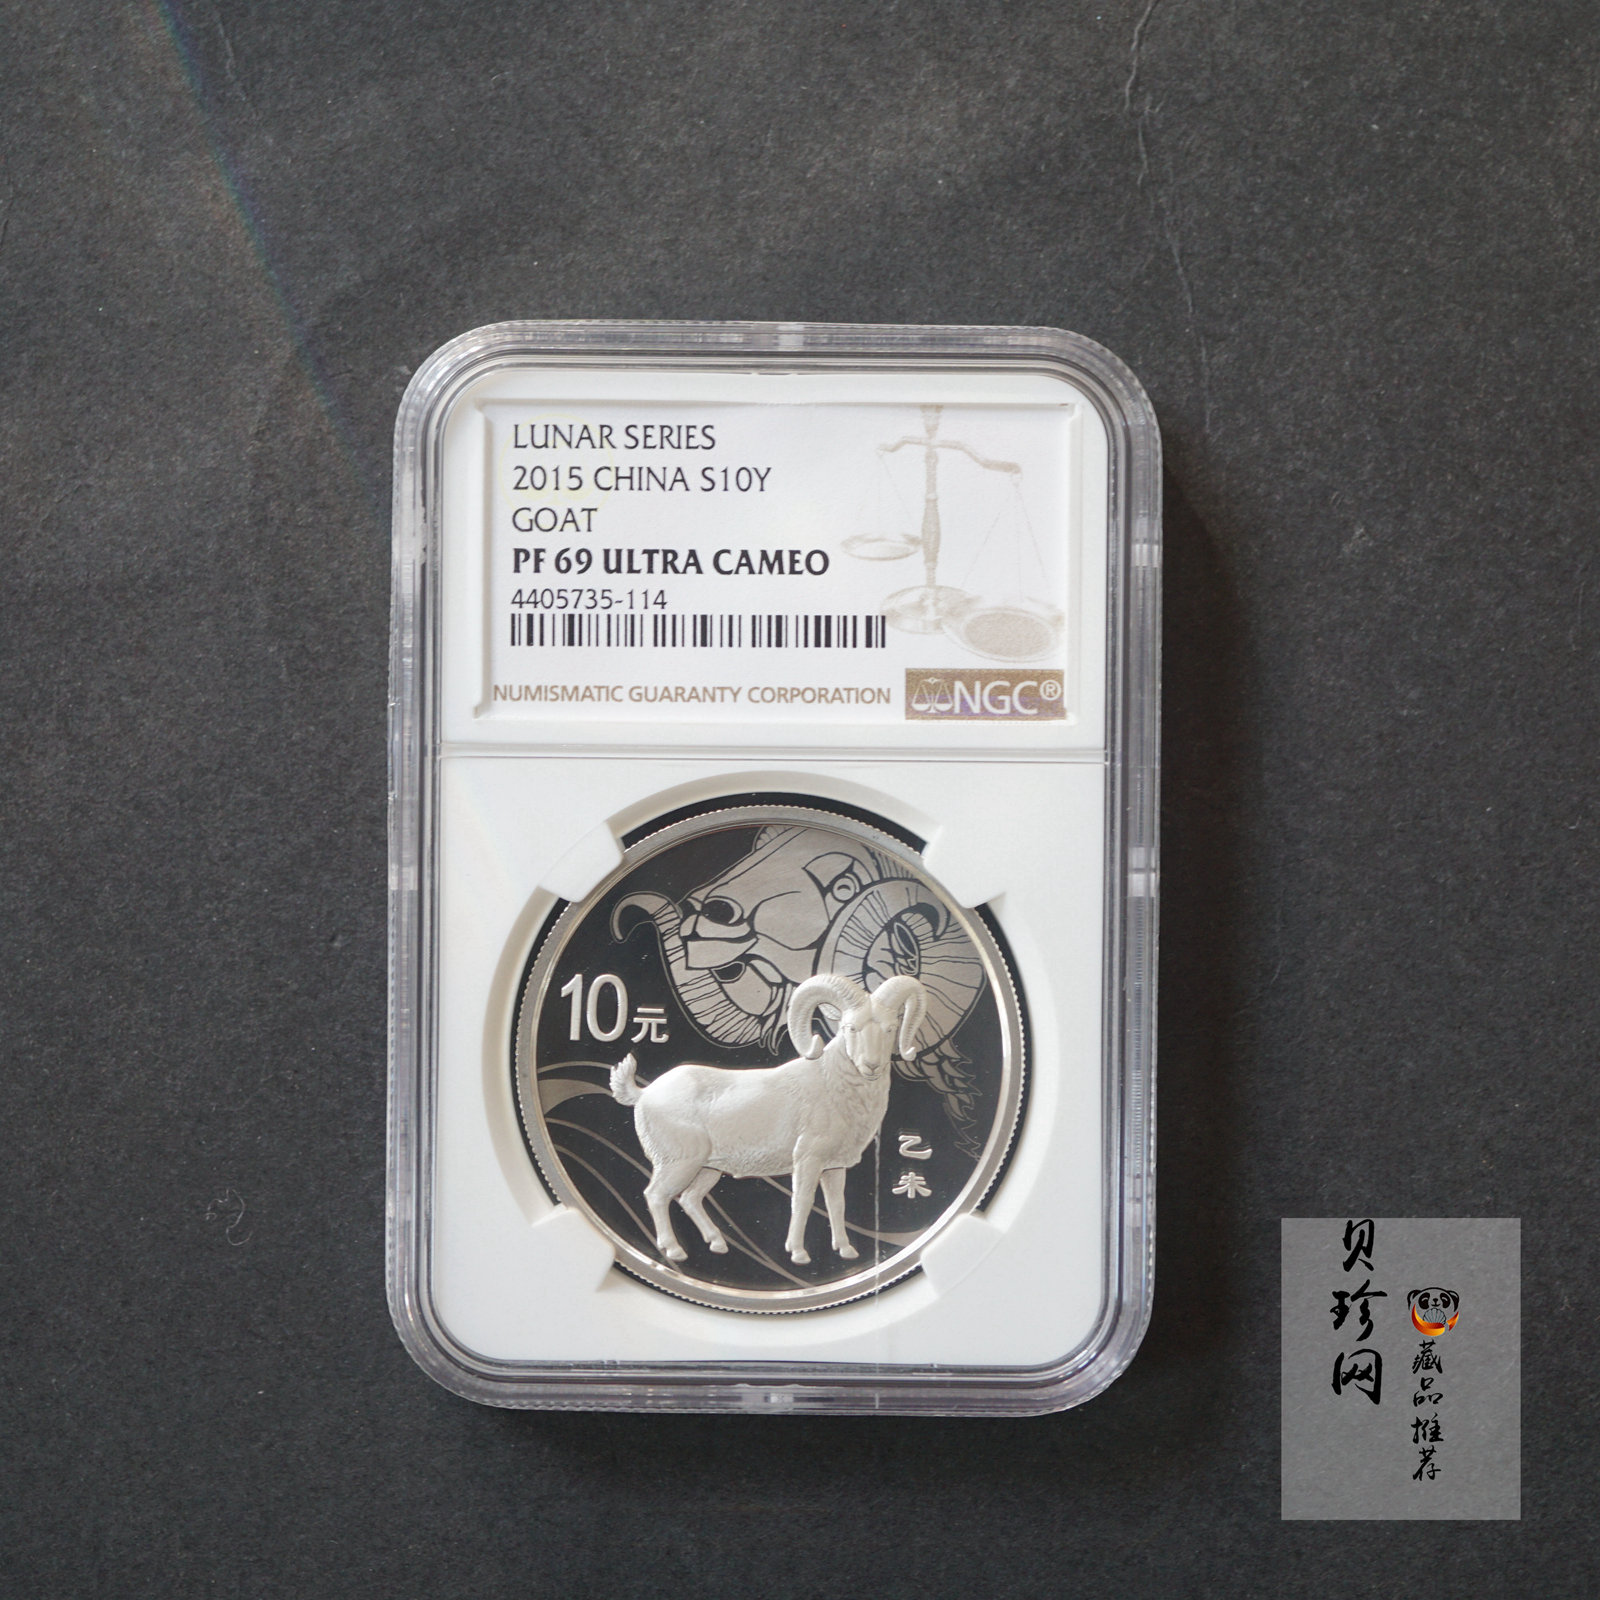 LUNAR SERIES
2015 CHINA S10Y
GOAT
PF 69 ULTRA CAMEO
4405735-114
NUMISMATIC GUARANTY CORPORATION
NGC®
10元
乙未
贝珍网
藏品推荐